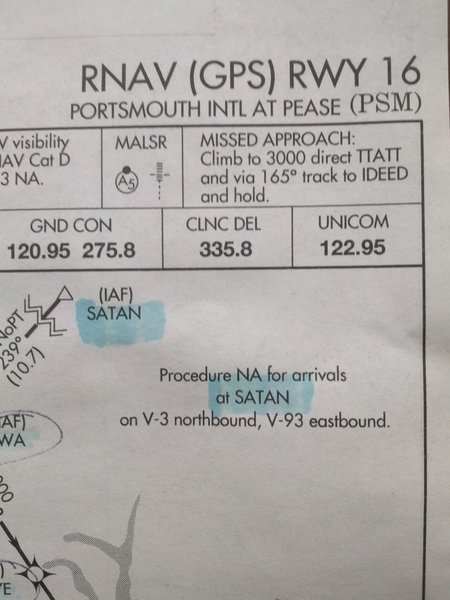 RNAV (GPS) RWY 16
PORTSMOUTH INTL AT PEASE (PSM)
V visibility
NAV Cat D
3 NA.
MALSR
A5
MISSED APPROACH:
Climb to 3000 direct TTATT
and via 165° track to IDEED
and hold.
GND CON
120.95 275.8
CLNC DEL
335.8
UNICOM
122.95
NoPT
239°
(10.7)
(IAF)
SATAN
Procedure NA for arrivals
at SATAN
on V-3 northbound, V-93 eastbound.
AF)
WA